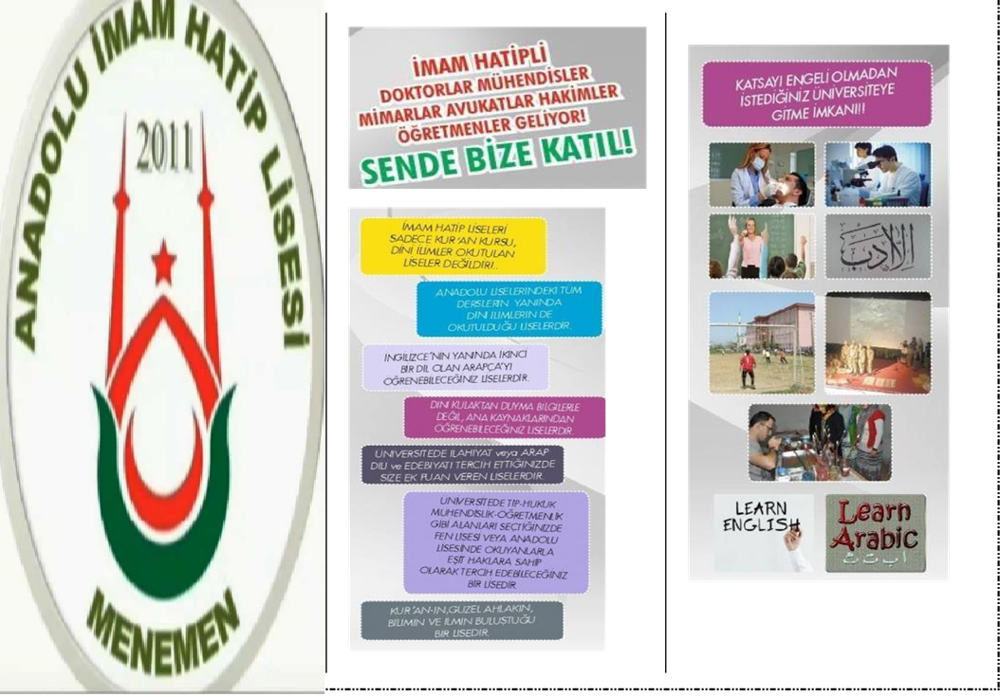 ANADOLU İMAM HATİP LİSESİ
2011
MENEMEN
İMAM HATİPLİ
DOKTORLAR MÜHENDİSLER
MİMARLAR AVUKATLAR HAKİMLER
ÖĞRETMENLER GELİYOR!
SENDE BİZE KATIL!
İMAM HATİP LİSELERİ
SADECE KUR'AN KURSU,
DİNİ İLİMLER OKUTULAN
LİSELER DEĞİLDİR!..
ANADOLU LİSELERİNDEKİ TÜM
DERSLERİN YANINDA
DİNİ İLİMLERİN DE
OKUTULDUĞU LİSELERDİR.
İNGİLİZCE'NİN YANINDA İKİNCİ
BİR DİL OLAN ARAPÇA'YI
ÖĞRENEBİLECEĞİNİZ LİSELERDİR.
DİNİ KULAKTAN DUYMA BİLGİLERLE
DEĞİL, ANA KAYNAKLARINDAN
ÖĞRENEBİLECEĞİNİZ LİSELERDİR.
ÜNİVERSİTEDE İLAHİYAT veya ARAP
DİLİ ve EDEBİYATI TERCİH ETTİĞİNİZDE
SİZE EK PUAN VEREN LİSELERDİR.
ÜNİVERSİTEDE TIP-HUKUK
MÜHENDİSLİK-ÖĞRETMENLİK
GİBİ ALANLARI SEÇTİĞİNİZDE
FEN LİSESİ VEYA ANADOLU
LİSESİNDE OKUYANLARLA
EŞİT HAKLARA SAHİP
OLARAK TERCİH EDEBİLECEĞİNİZ
BİR LİSEDİR.
KUR'AN-IN,GÜZEL AHLAKIN,
BİLİMİN VE İLMİN BULUŞTUĞU
BİR LİSEDİR.
KATSAYI ENGELİ OLMADAN
İSTEDİĞİNİZ ÜNİVERSİTEYE
GİTME İMKANI!!
الأدب
LEARN
ENGLISH
Learn
Arabic
ا ب ت ث